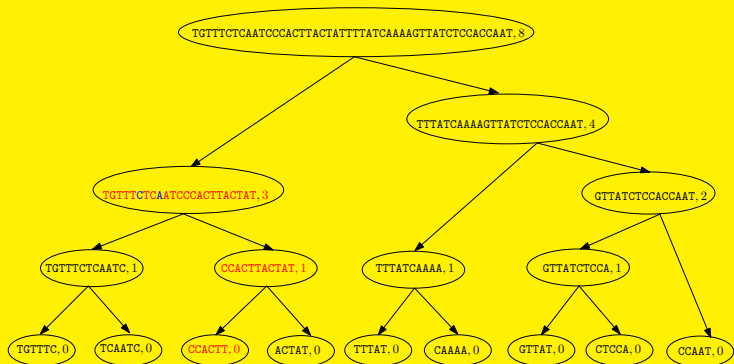 TGTTTCTCAATCCCACTTACTATTTTATCAAAAGTTATCTCCACCAAT, 8
TTTATCAAAAGTTATCTCCACCAAT, 4
TGTTTCTCAATCCCACTTACTAT, 3
GTTATCTCCACCAAT, 2
TGTTTCTCAATC, 1
CCACTTACTAT, 1
TTTATCAAAA, 1
GTTATCTCCA, 1
TGTTTC, 0
TCAATC, 0
CCACTT, 0
ACTAT, 0
TTTAT, 0
CAAAA, 0
GTTAT, 0
CTCCA, 0
CCAAT, 0